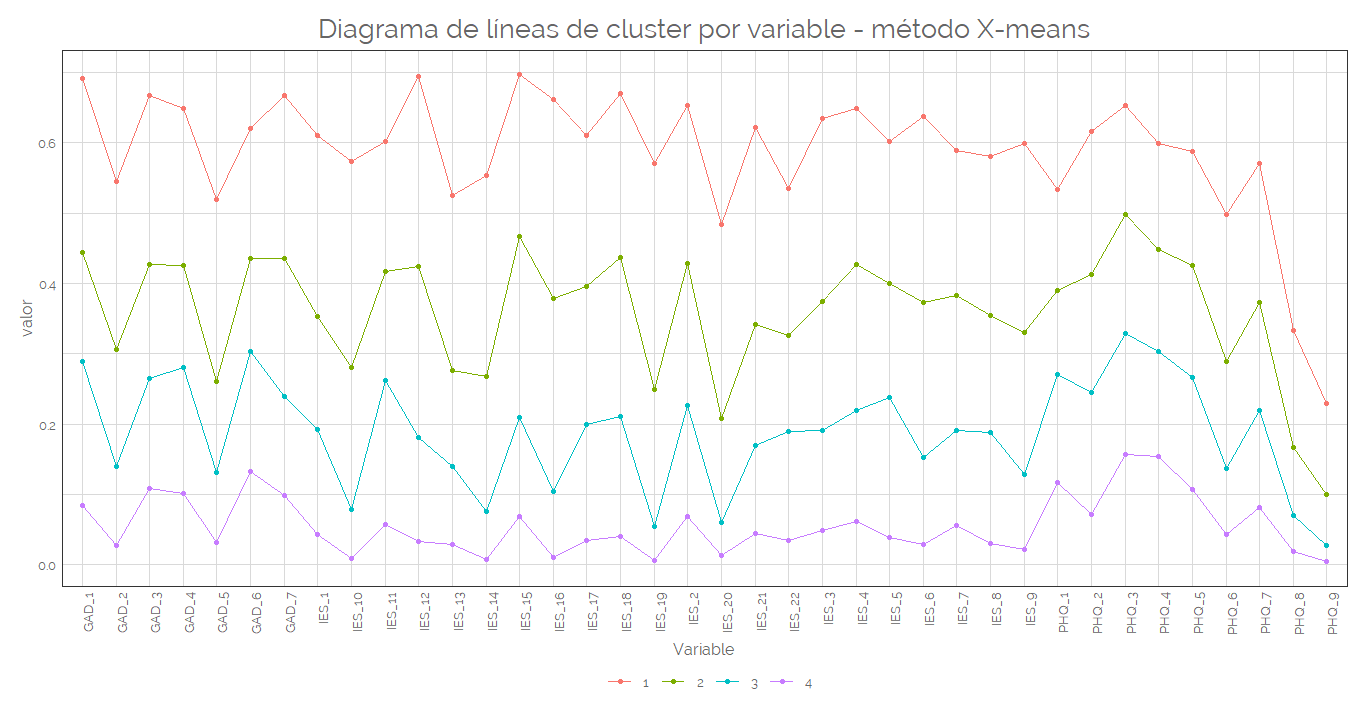 Diagrama de líneas de cluster por variable - método X-means
valor
0.6
0.4
0.2
0.0
GAD_1
GAD_2
GAD_3
GAD_4
GAD_5
GAD_6
GAD_7
IES_1
IES_10
IES_11
IES_12
IES_13
IES_14
IES_15
IES_16
IES_17
IES_18
IES_19
IES_2
IES_20
IES_21
IES_22
IES_3
IES_4
IES_5
IES_6
IES_7
IES_8
IES_9
PHQ_1
PHQ_2
PHQ_3
PHQ_4
PHQ_5
PHQ_6
PHQ_7
PHQ_8
PHQ_9
Variable
1 2 3 4